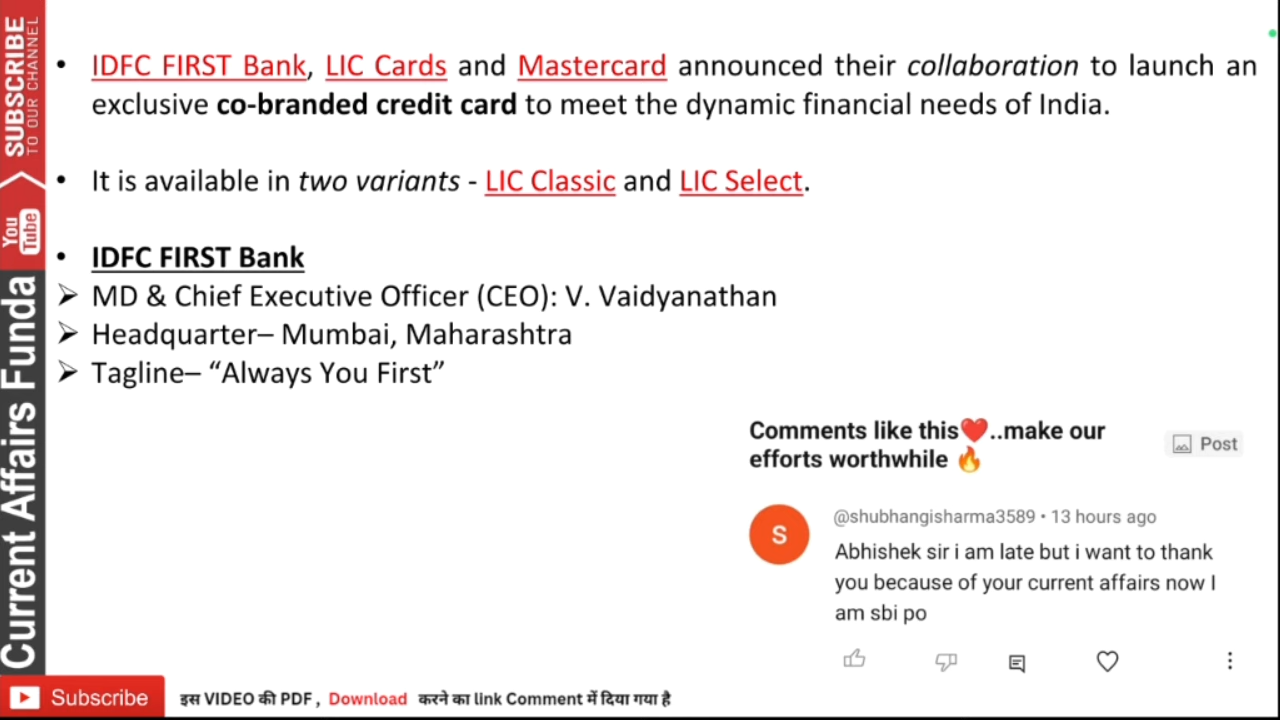 • IDFC FIRST Bank, LIC Cards and Mastercard announced their collaboration to launch an
exclusive co-branded credit card to meet the dynamic financial needs of India.
• It is available in two variants - LIC Classic and LIC Select.
• IDFC FIRST Bank
➢ MD & Chief Executive Officer (CEO): V. Vaidyanathan
➢ Headquarter– Mumbai, Maharashtra
➢ Tagline– “Always You First”
Comments like this❤️..make our
efforts worthwhile 🔥
Post
S
@shubhangisharma3589 • 13 hours ago
Abhishek sir i am late but i want to thank
you because of your current affairs now I
am sbi po
SUBSCRIBE
TO OUR CHANNEL
You
Tube
Current Affairs Funda
Subscribe
इस VIDEO की PDF , Download करने का link Comment में दिया गया है